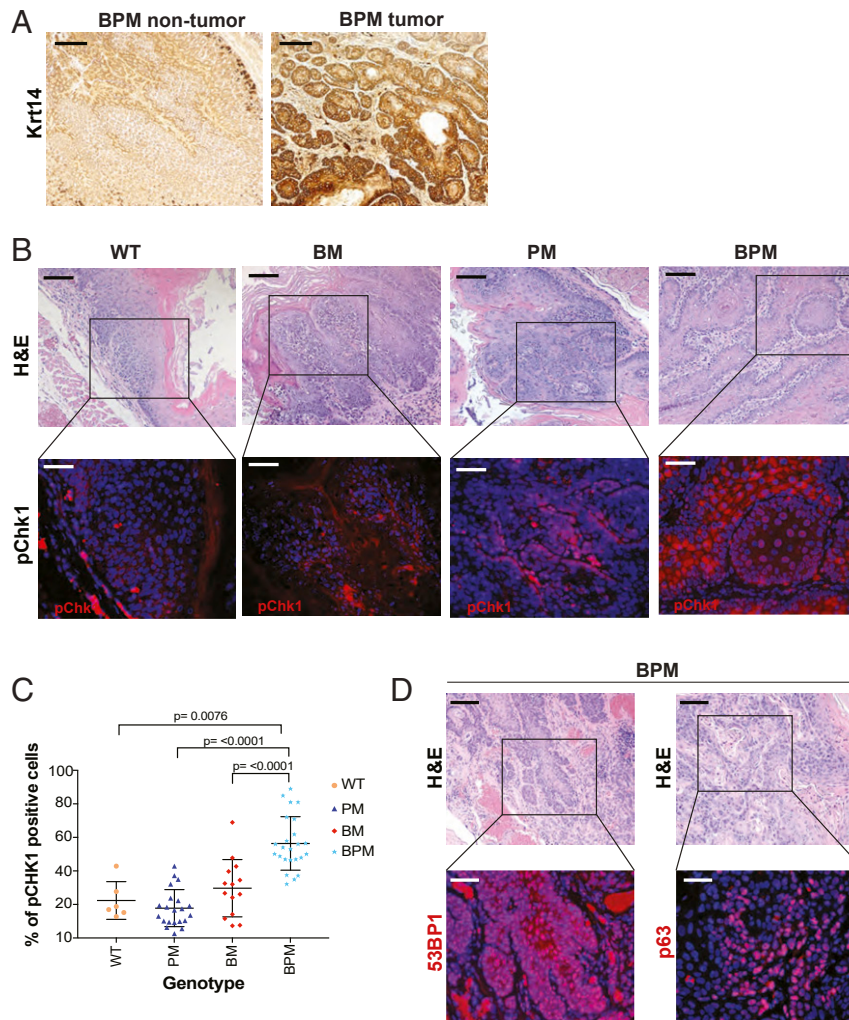 A
BPM non-tumor
BPM tumor
Krt14
B
WT
BM
PM
BPM
H&E
pChk1
pChk1
pChk1
pChk1
pChk1
C
p= 0.0076
p= <0.0001
p= <0.0001
% of pCHK1 positive cells
100
80
60
40
20
10
WT
PM
BM
BPM
Genotype
WT
PM
BM
BPM
D
BPM
H&E
H&E
53BP1
p63